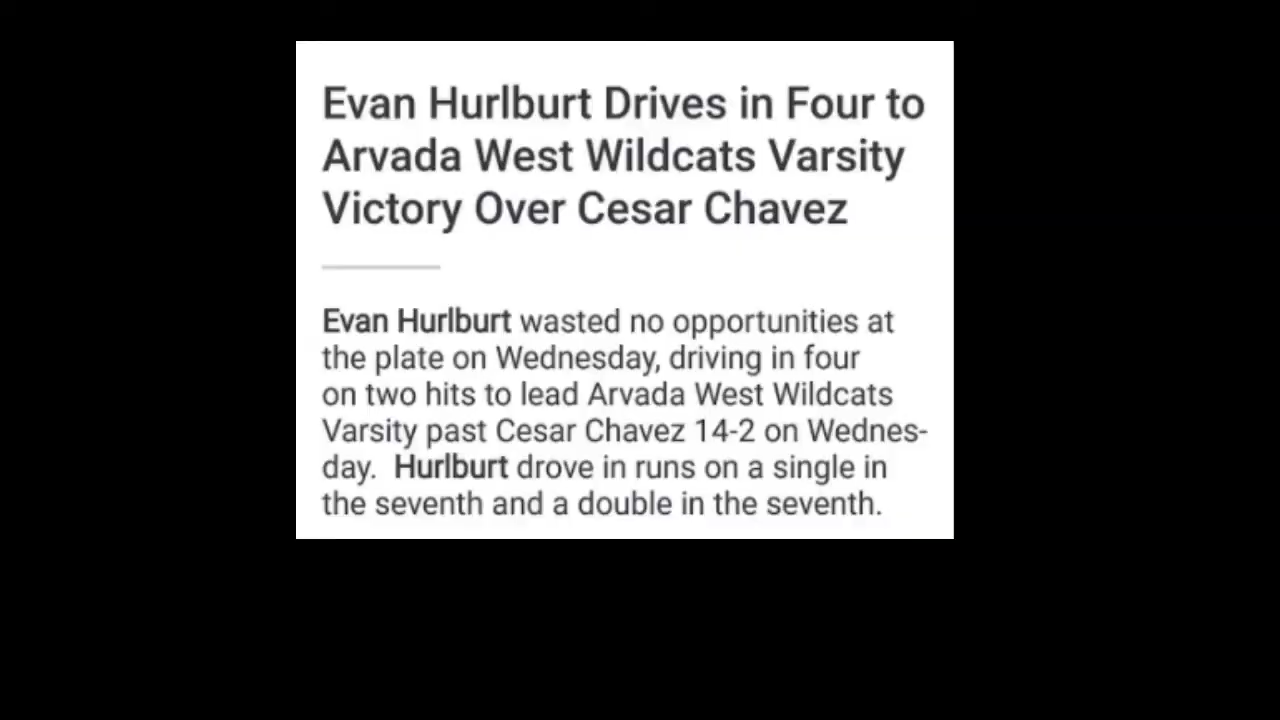 Evan Hurlburt Drives in Four to
Arvada West Wildcats Varsity
Victory Over Cesar Chavez
Evan Hurlburt wasted no opportunities at
the plate on Wednesday, driving in four
on two hits to lead Arvada West Wildcats
Varsity past Cesar Chavez 14-2 on Wednes-
day.  Hurlburt drove in runs on a single in
the seventh and a double in the seventh.